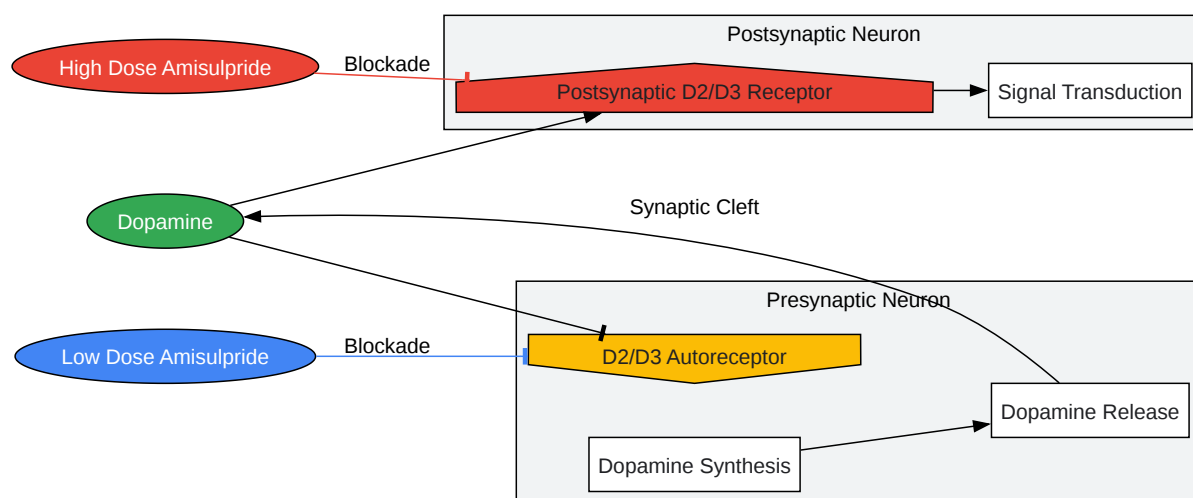 Postsynaptic Neuron
High Dose Amisulpride
Blockade
Postsynaptic D2/D3 Receptor
Signal Transduction
Dopamine
Synaptic Cleft
Presynaptic Neuron
Low Dose Amisulpride
Blockade
D2/D3 Autoreceptor
Dopamine Release
Dopamine Synthesis